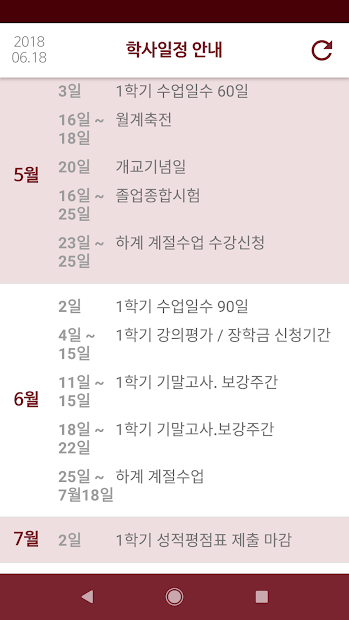 2018
06.18
학사일정 안내
3일 1학기 수업일수 60일
16일 ~ 월계축전
18일
5월
20일 개교기념일
16일 ~ 졸업종합시험
25일
23일 ~ 하계 계절수업 수강신청
25일
2일 1학기 수업일수 90일
4일 ~ 1학기 강의평가 / 장학금 신청기간
15일
11일 ~ 1학기 기말고사. 보강주간
15일
6월
18일 ~ 1학기 기말고사.보강주간
22일
25일 ~ 하계 계절수업
7월18일
7월 2일 1학기 성적평점표 제출 마감